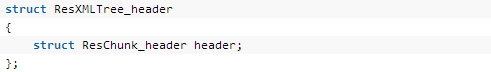 struct ResXMLTree_header
{
    struct ResChunk_header header;
};